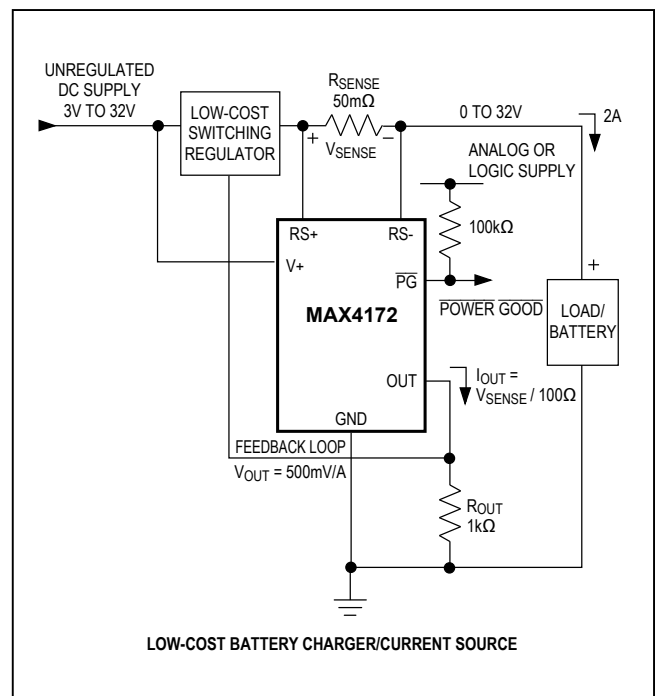 UNREGULATED
DC SUPPLY
3V TO 32V
LOW-COST
SWITCHING
REGULATOR
RSENSE
50mΩ
+
VSENSE
−
0 TO 32V
2A
ANALOG OR
LOGIC SUPPLY
100kΩ
RS+
RS-
V+
PG
POWER GOOD
MAX4172
+
LOAD/
BATTERY
OUT
IOUT =
VSENSE / 100Ω
GND
FEEDBACK LOOP
VOUT = 500mV/A
ROUT
1kΩ
LOW-COST BATTERY CHARGER/CURRENT SOURCE